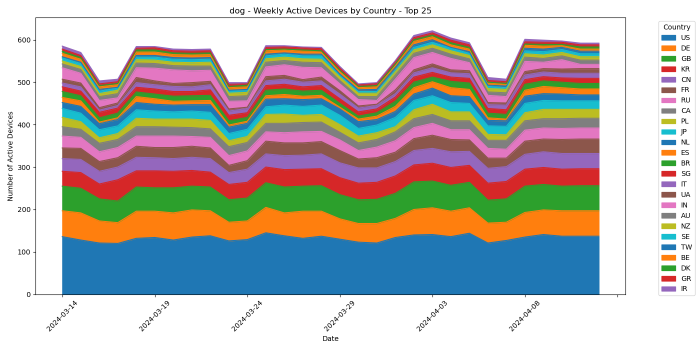 dog - Weekly Active Devices by Country - Top 25
Number of Active Devices
600
500
400
300
200
100
0
2024-03-14
2024-03-19
2024-03-24
2024-03-29
2024-04-03
2024-04-08
Date
Country
US
DE
GB
KR
CN
FR
RU
CA
PL
JP
NL
ES
BR
SG
IT
UA
IN
AU
NZ
SE
TW
BE
DK
GR
IR